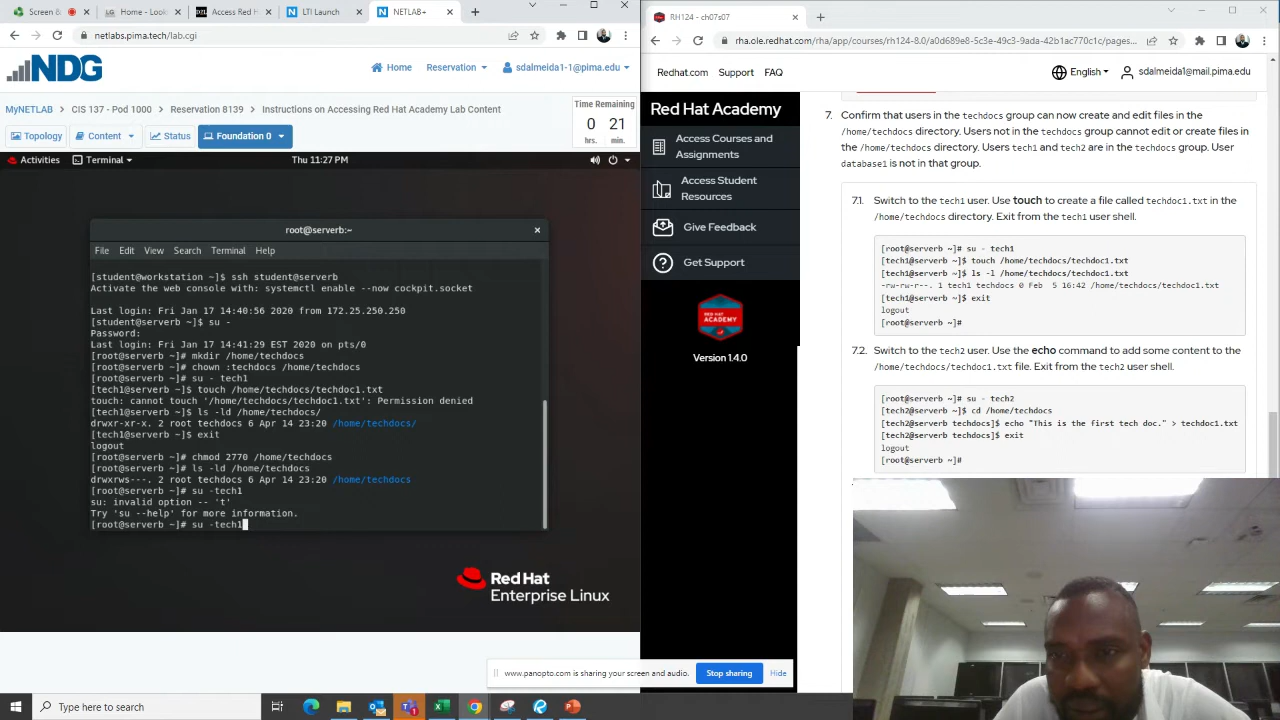 Screen &
Home - Look
Access Red H
LTI Launch
NETLAB+
netlabs.pima.tech/lab.cgi
NDG
Home
Reservation
sdalmeida1-1@pima.edu
MyNETLAB
CIS 137 - Pod 1000
Reservation 8139
Instructions on Accessing Red Hat Academy Lab Content
Time Remaining
0 21
hrs. min.
Topology
Content
Status
Foundation 0
Activities
Terminal
Thu 11:27 PM
root@serverb:~
File Edit View Search Terminal Help
[student@workstation ~]$ ssh student@serverb
Activate the web console with: systemctl enable --now cockpit.socket
Last login: Fri Jan 17 14:40:56 2020 from 172.25.250.250
[student@serverb ~]$ su -
Password:
Last login: Fri Jan 17 14:41:29 EST 2020 on pts/0
[root@serverb ~]# mkdir /home/techdocs
[root@serverb ~]# chown :techdocs /home/techdocs
[root@serverb ~]# su - tech1
[tech1@serverb ~]$ touch /home/techdocs/techdoc1.txt
touch: cannot touch '/home/techdocs/techdoc1.txt': Permission denied
[tech1@serverb ~]$ ls -ld /home/techdocs/
drwxr-xr-x. 2 root techdocs 6 Apr 14 23:20 /home/techdocs/
[tech1@serverb ~]$ exit
logout
[root@serverb ~]# chmod 2770 /home/techdocs
[root@serverb ~]# ls -ld /home/techdocs
drwxrws---. 2 root techdocs 6 Apr 14 23:20 /home/techdocs
[root@serverb ~]# su -tech1
su: invalid option -- 't'
Try 'su --help' for more information.
[root@serverb ~]# su -tech1
Red Hat
Enterprise Linux
www.panopto.com is sharing your screen and audio.
Stop sharing
Hide
Type here to search
RH124 - ch07s07
rha.ole.redhat.com/rha/app/courses/rh124-8.0/a0d689e8-5c3e-49c3-9ada-42b1ac770c1c/pages...
Redhat.com Support FAQ
English
sdalmeida1@mail.pima.edu
Red Hat Academy
Access Courses and
Assignments
Access Student
Resources
Give Feedback
Get Support
RED HAT
ACADEMY
Version 1.4.0
7. Confirm that users in the techdocs group can now create and edit files in the
/home/techdocs directory. Users not in the techdocs group cannot edit or create files in
the /home/techdocs directory. Users tech1 and tech2 are in the techdocs group. User
database1 is not in that group.
7.1. Switch to the tech1 user. Use touch to create a file called techdoc1.txt in the
/home/techdocs directory. Exit from the tech1 user shell.
[root@serverb ~]# su - tech1
[tech1@serverb ~]$ touch /home/techdocs/techdoc1.txt
[tech1@serverb ~]$ ls -l /home/techdocs/techdoc1.txt
-rw-rw-r--. 1 tech1 techdocs 0 Feb 5 16:42 /home/techdocs/techdoc1.txt
[tech1@serverb ~]$ exit
logout
[root@serverb ~]#
7.2. Switch to the tech2 user. Use the echo command to add some content to the
/home/techdocs/techdoc1.txt file. Exit from the tech2 user shell.
[root@serverb ~]# su - tech2
[tech2@serverb ~]$ cd /home/techdocs
[tech2@serverb techdocs]$ echo "This is the first tech doc." > techdoc1.txt
[tech2@serverb techdocs]$ exit
logout
[root@serverb ~]#